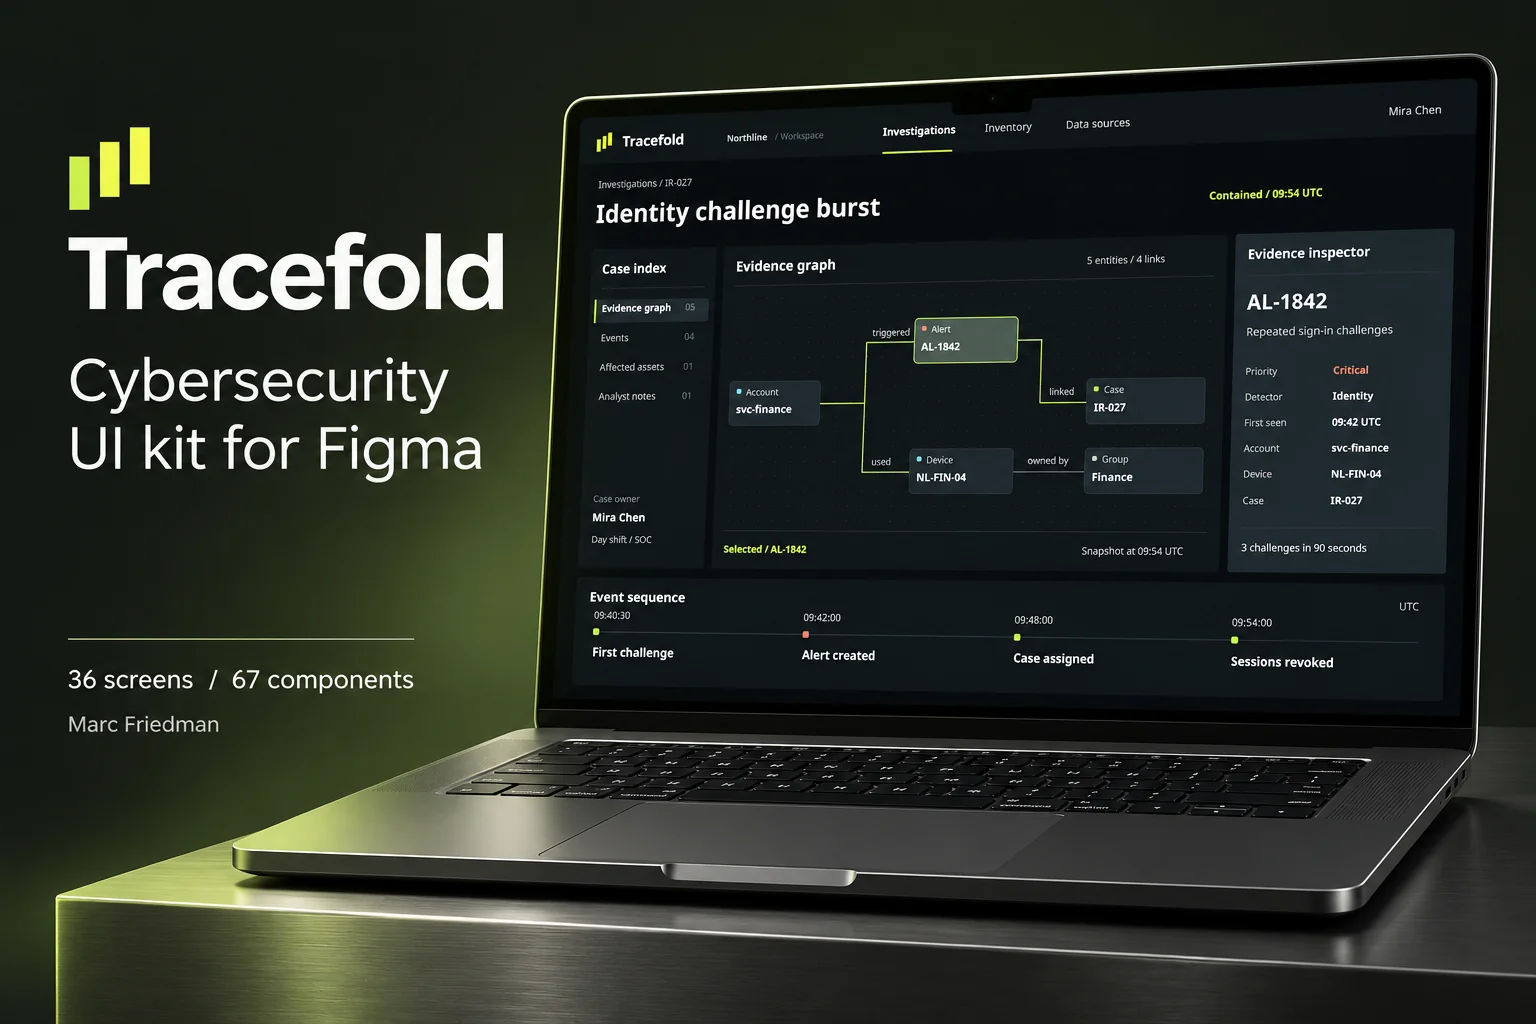 Tracefold
Cybersecurity
UI kit for Figma
36 screens / 67 components
Marc Friedman
Tracefold
Northline / Workspace
Investigations
Inventory
Data sources
Mira Chen
Investigations / IR-027
Identity challenge burst
Contained / 09:54 UTC
Case index
Evidence graph 05
Events 04
Affected assets 01
Analyst notes 01
Case owner
Mira Chen
Day shift / SOC
Evidence graph
5 entities / 4 links
triggered
Alert
AL-1842
Account
svc-finance
linked
Case
IR-027
used
Device
NL-FIN-04
owned by
Group
Finance
Selected / AL-1842
Snapshot at 09:54 UTC
Evidence inspector
AL-1842
Repeated sign-in challenges
Priority Critical
Detector Identity
First seen 09:42 UTC
Account svc-finance
Device NL-FIN-04
Case IR-027
3 challenges in 90 seconds
Event sequence
UTC
09:40:30
First challenge
09:42:00
Alert created
09:48:00
Case assigned
09:54:00
Sessions revoked